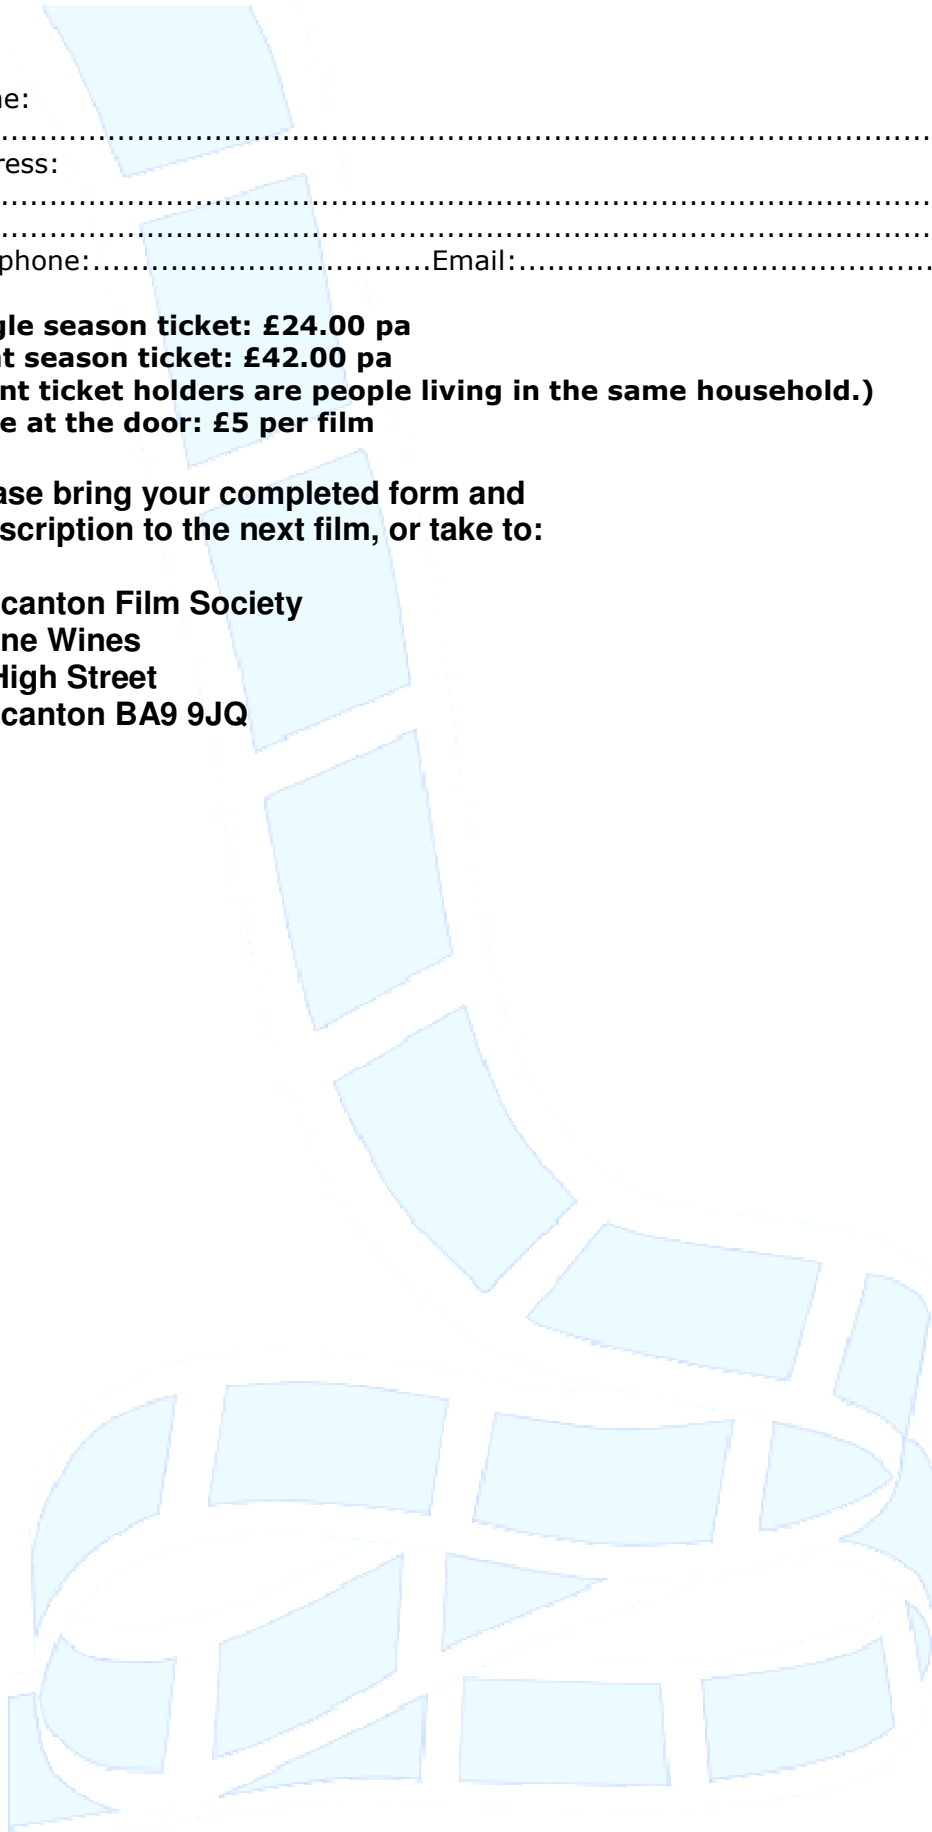 ne:
....................................................................................................
ress:
....................................................................................................
....................................................................................................
phone:...................................Email:...........................................
gle season ticket: £24.00 pa
nt season ticket: £42.00 pa
nt ticket holders are people living in the same household.)
e at the door: £5 per film
ase bring your completed form and
scription to the next film, or take to:
canton Film Society
ne Wines
High Street
canton BA9 9JQ